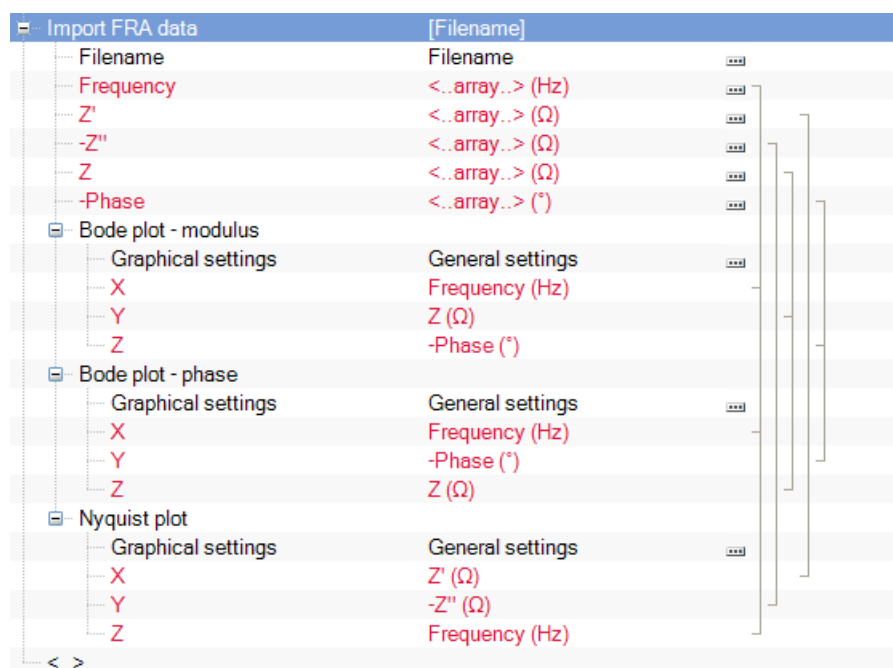 Import FRA data [Filename]
Filename Filename
Frequency <..array..> (Hz)
Z' <..array..> (Ω)
-Z'' <..array..> (Ω)
Z <..array..> (Ω)
-Phase <..array..> (°)
Bode plot - modulus
Graphical settings General settings
X Frequency (Hz)
Y Z (Ω)
Z -Phase (°)
Bode plot - phase
Graphical settings General settings
X Frequency (Hz)
Y -Phase (°)
Z Z (Ω)
Nyquist plot
Graphical settings General settings
X Z' (Ω)
Y -Z'' (Ω)
Z Frequency (Hz)
< >